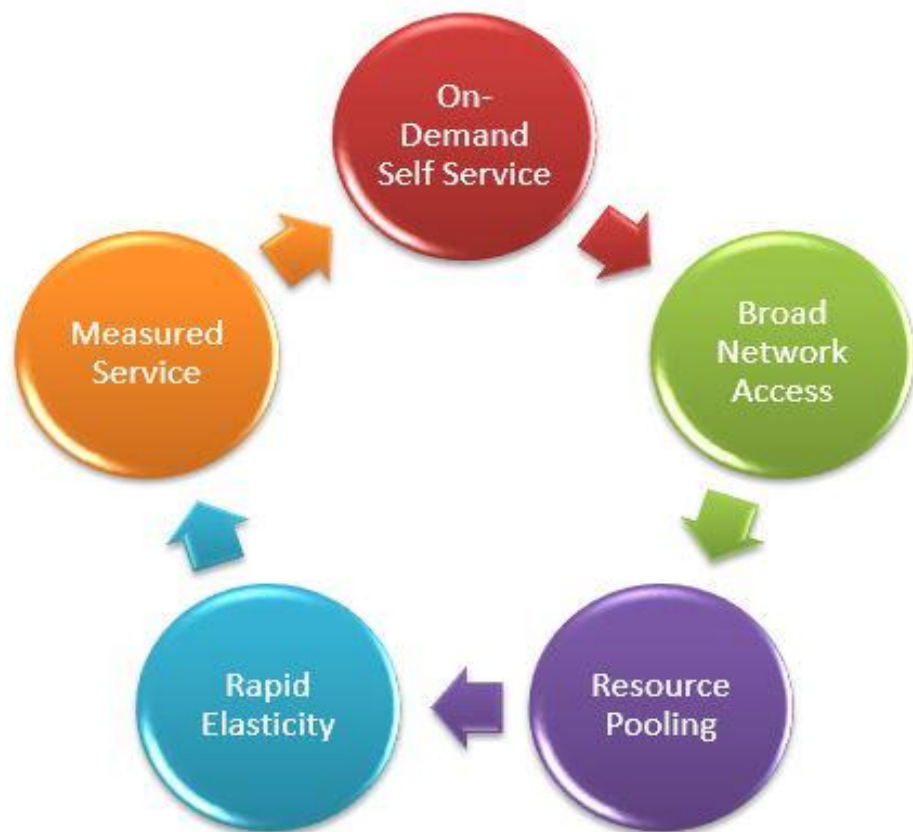 On-
Demand
Self Service
Broad
Network
Access
Resource
Pooling
Rapid
Elasticity
Measured
Service